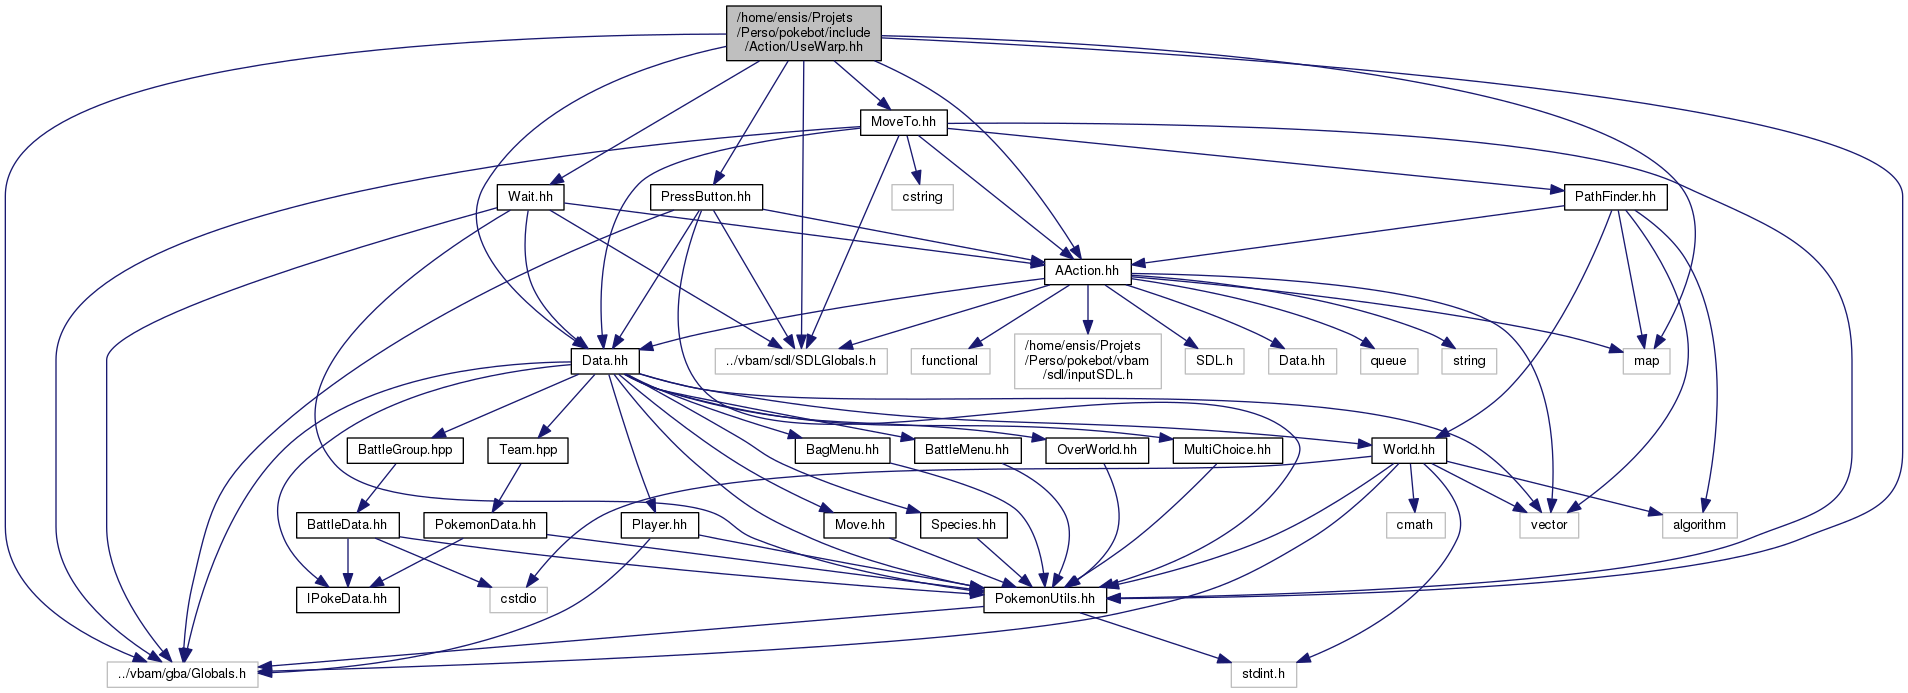 /home/ensis/Projets
/Perso/pokebot/include
/Action/UseWarp.hh
MoveTo.hh
Wait.hh
PressButton.hh
cstring
PathFinder.hh
AAction.hh
Data.hh
../vbam/sdl/SDLGlobals.h
functional
/home/ensis/Projets
/Perso/pokebot/vbam
/sdl/inputSDL.h
SDL.h
Data.hh
queue
string
map
BattleGroup.hpp
Team.hpp
BagMenu.hh
BattleMenu.hh
OverWorld.hh
MultiChoice.hh
World.hh
BattleData.hh
PokemonData.hh
Player.hh
Move.hh
Species.hh
cmath
vector
algorithm
IPokeData.hh
cstdio
PokemonUtils.hh
../vbam/gba/Globals.h
stdint.h